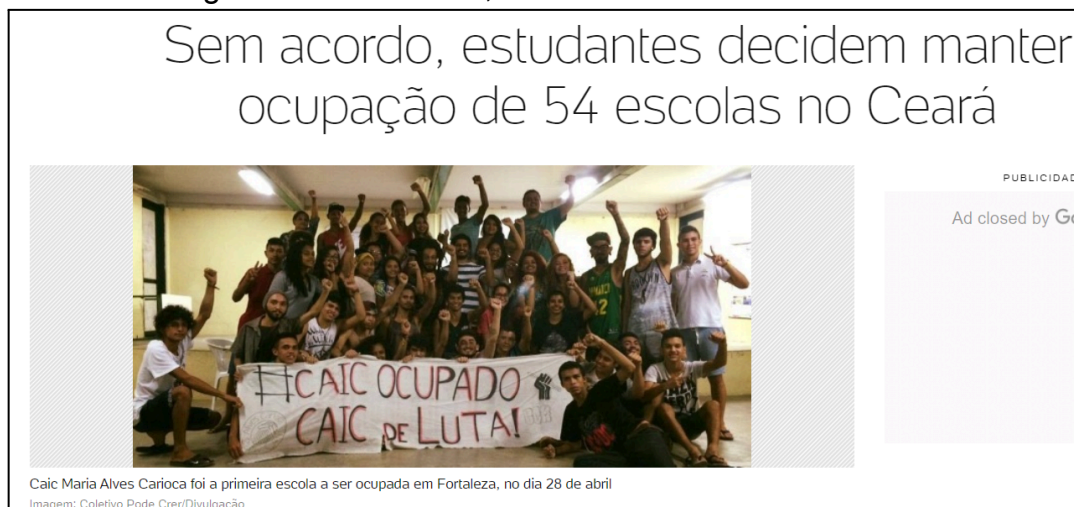 Sem acordo, estudantes decidem manter
ocupação de 54 escolas no Ceará
PUBLICIDAD
Ad closed by Go
#CAIC OCUPADO
CAIC DE LUTA!
Caic Maria Alves Carioca foi a primeira escola a ser ocupada em Fortaleza, no dia 28 de abril
Imagem: Coletivo Pode Crer/Divulgação